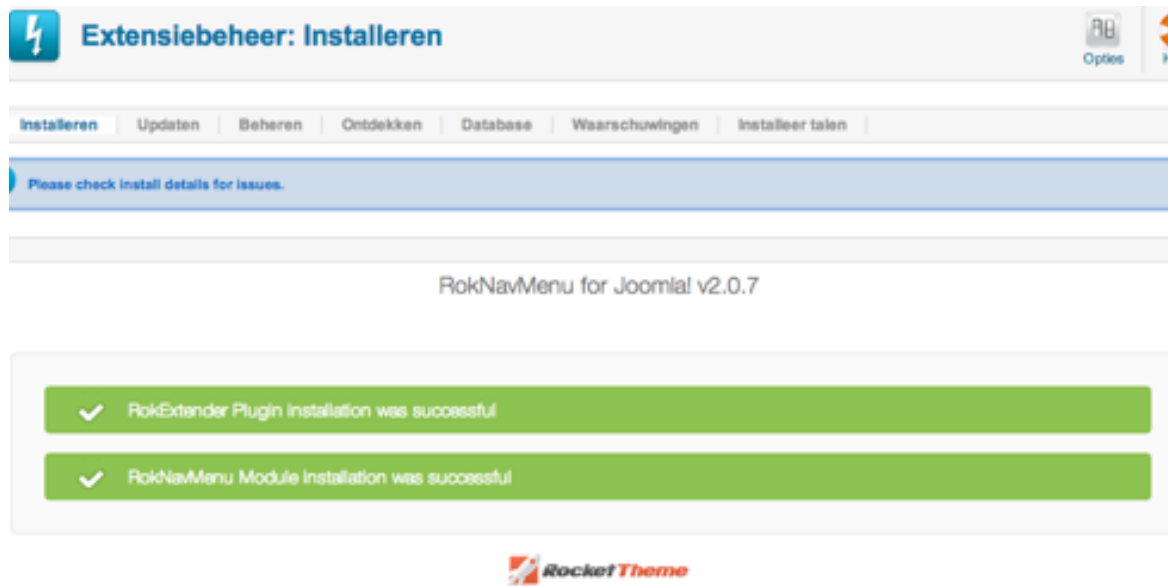 Extensiebeheer: Installeren
Opties
Installeren Updaten Beheren Ontdekken Database Waarschuwingen Installeer talen
Please check install details for issues.
RokNavMenu for Joomla! v2.0.7
RokExtender Plugin installation was successful
RokNavMenu Module installation was successful
RocketTheme